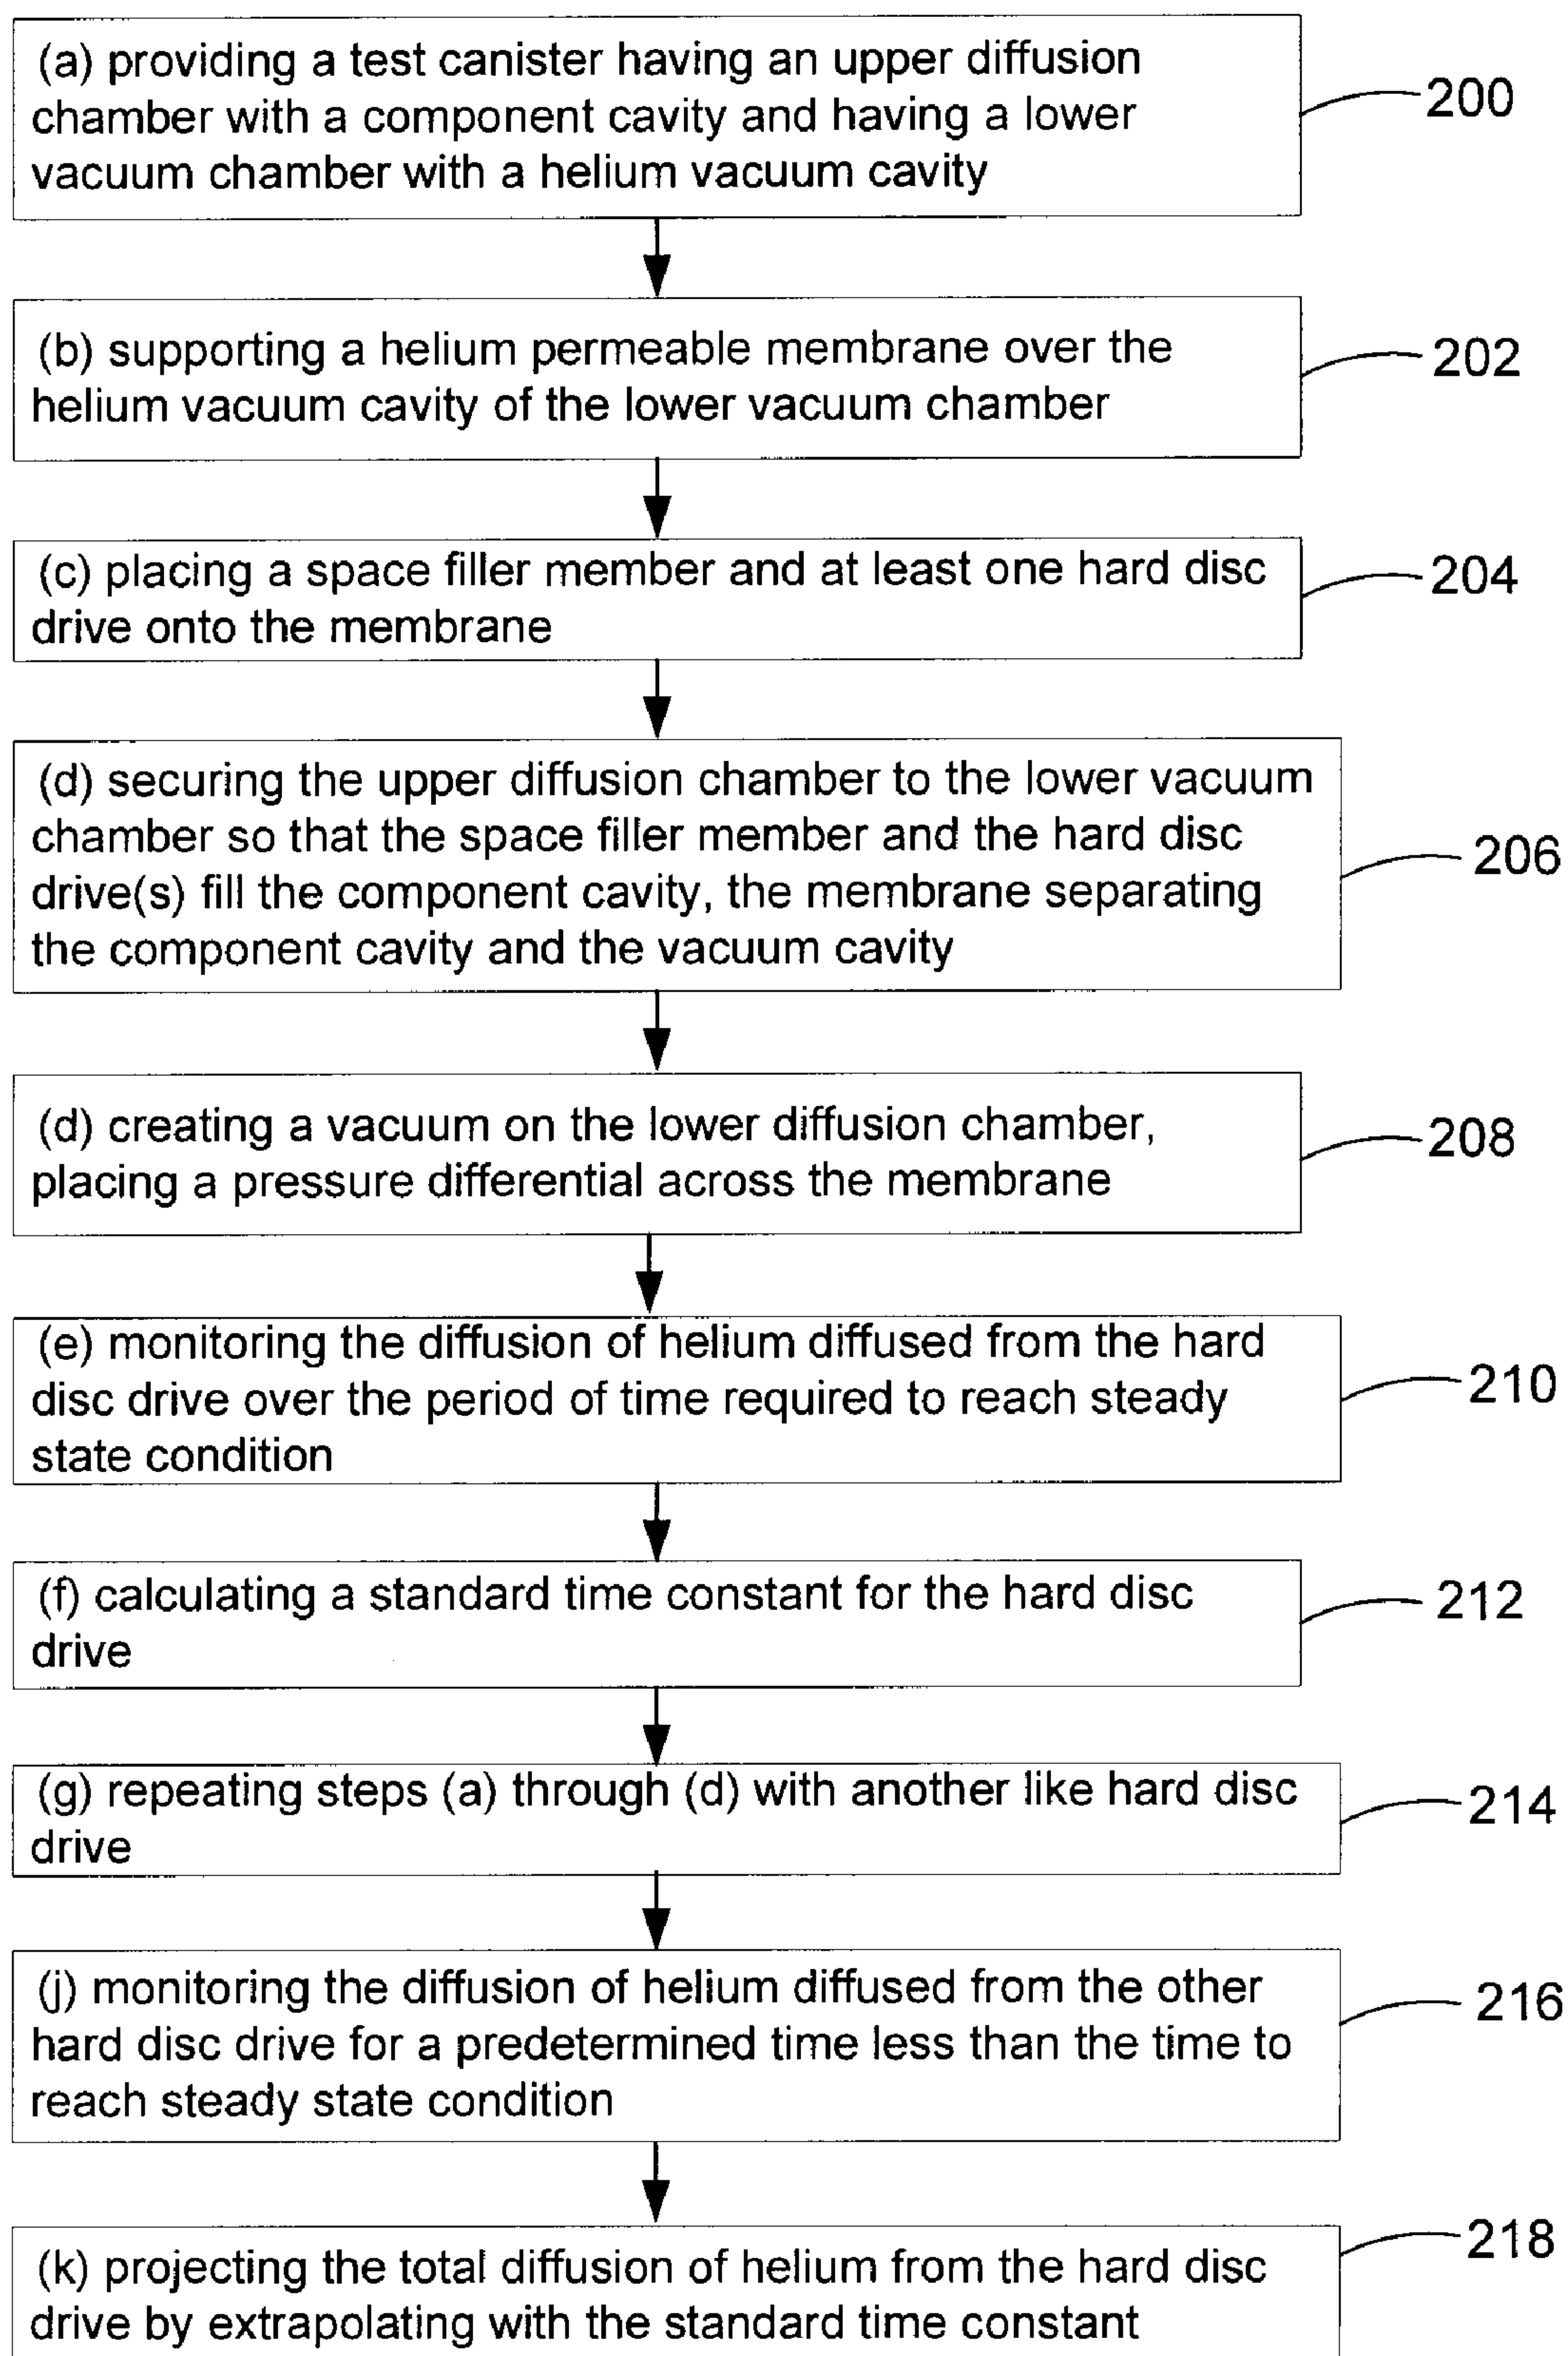 (a) providing a test canister having an upper diffusion
chamber with a component cavity and having a lower
vacuum chamber with a helium vacuum cavity
200
(b) supporting a helium permeable membrane over the
helium vacuum cavity of the lower vacuum chamber
202
(c) placing a space filler member and at least one hard disc
drive onto the membrane
204
(d) securing the upper diffusion chamber to the lower vacuum
chamber so that the space filler member and the hard disc
drive(s) fill the component cavity, the membrane separating
the component cavity and the vacuum cavity
206
(d) creating a vacuum on the lower diffusion chamber,
placing a pressure differential across the membrane
208
(e) monitoring the diffusion of helium diffused from the hard
disc drive over the period of time required to reach steady
state condition
210
(f) calculating a standard time constant for the hard disc
drive
212
(g) repeating steps (a) through (d) with another like hard disc
drive
214
(j) monitoring the diffusion of helium diffused from the other
hard disc drive for a predetermined time less than the time to
reach steady state condition
216
(k) projecting the total diffusion of helium from the hard disc
drive by extrapolating with the standard time constant
218